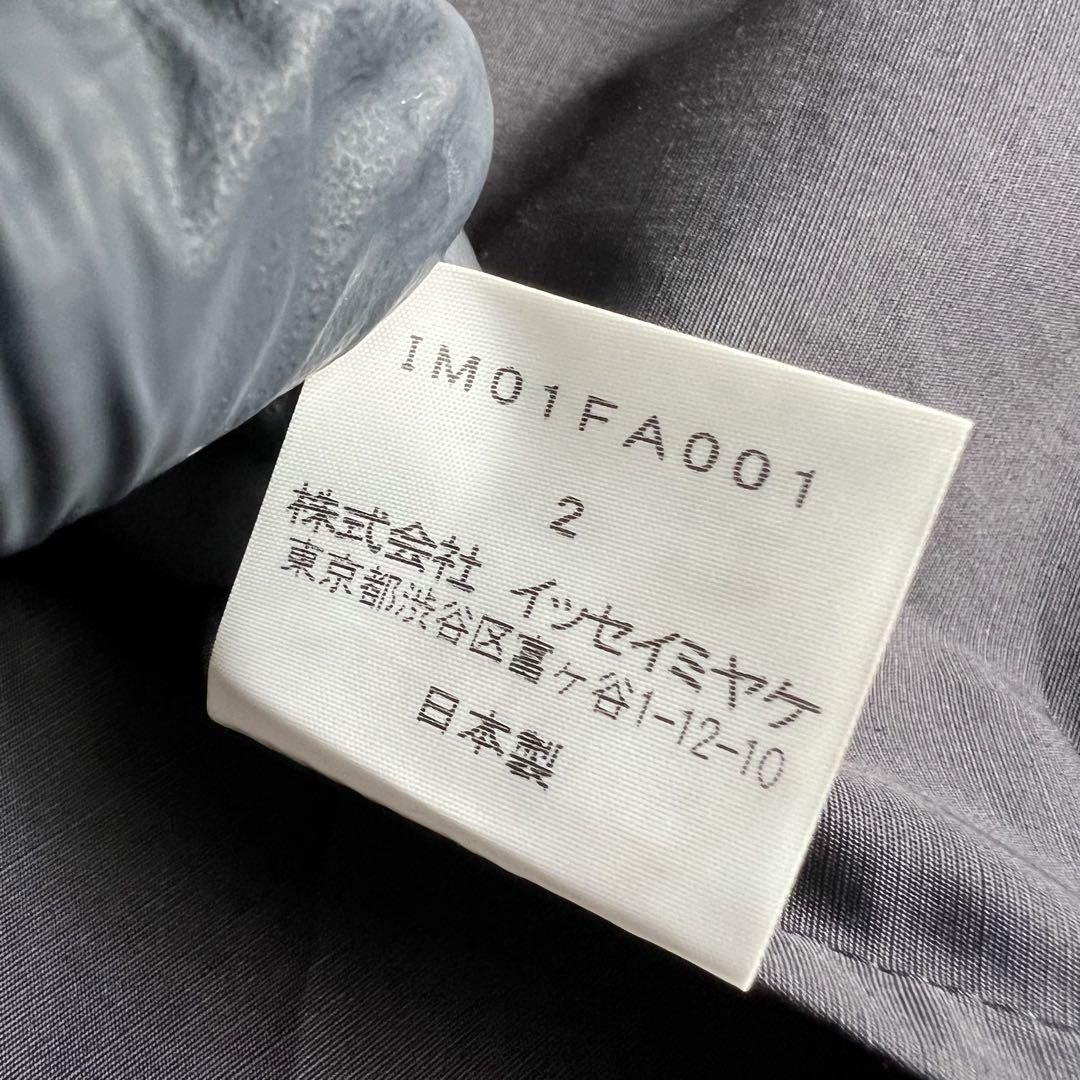 IM01FA001
2
株式会社 イッセイミヤケ
東京都渋谷区富ヶ谷1-12-10
日本製